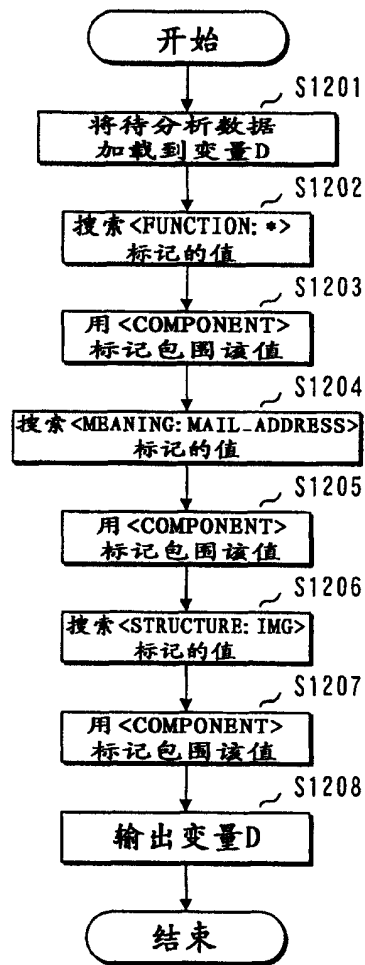 开始
S1201
将待分析数据
加载到变量D
S1202
搜索<FUNCTION:*>
标记的值
S1203
用<COMPONENT>
标记包围该值
S1204
搜索<MEANING:MAIL_ADDRESS>
标记的值
S1205
用<COMPONENT>
标记包围该值
S1206
搜索<STRUCTURE:IMG>
标记的值
S1207
用<COMPONENT>
标记包围该值
S1208
输出变量D
结束